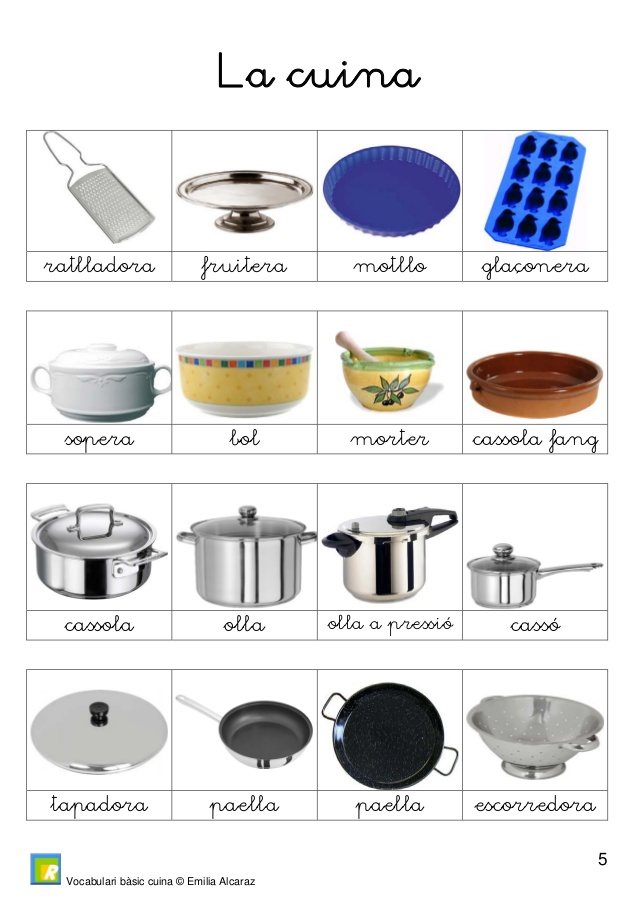 La cuina
ratlladora fruitera motllo glaçonera
sopera bol morter cassola fang
cassola olla olla a pressió cassó
tapadora paella paella escorredora
5
R
Vocabulari bàsic cuina © Emilia Alcaraz